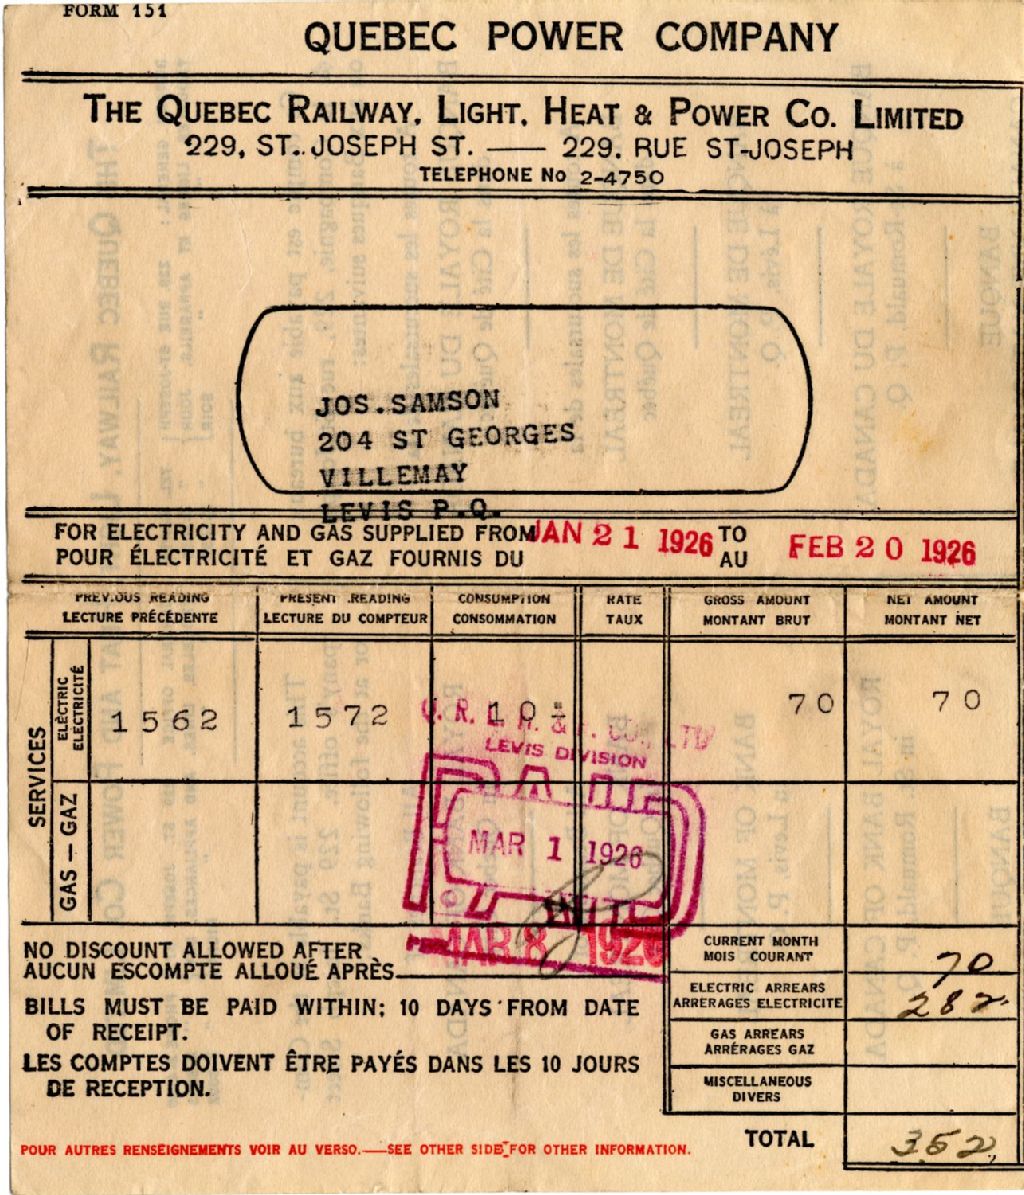 FORM 151
QUEBEC POWER COMPANY
THE QUEBEC RAILWAY, LIGHT, HEAT & POWER CO. LIMITED
229, ST. JOSEPH ST. — 229, RUE ST-JOSEPH
TELEPHONE No 2-4750
JOS. SAMSON
204 ST GEORGES
VILLEMAY
LEVIS P.Q.
FOR ELECTRICITY AND GAS SUPPLIED FROM JAN 21 1926 TO FEB 20 1926
POUR ÉLECTRICITÉ ET GAZ FOURNIS DU AU
PREVIOUS READING PRESENT READING CONSUMPTION RATE GROSS AMOUNT NET AMOUNT
LECTURE PRÉCÉDENTE LECTURE DU COMPTEUR CONSOMMATION TAUX MONTANT BRUT MONTANT NET
SERVICES
ELÈCTRIC
ELECTRICITÉ
1562 1572 10 70 70
Q. R. L. H. & P. CO., LTD
LEVIS DIVISION
PAID
MAR 1 1926
GAS — GAZ
MAR 8 1926
NO DISCOUNT ALLOWED AFTER
AUCUN ESCOMPTE ALLOUÉ APRÈS
BILLS MUST BE PAID WITHIN; 10 DAYS FROM DATE
OF RECEIPT.
LES COMPTES DOIVENT ÊTRE PAYÉS DANS LES 10 JOURS
DE RECEPTION.
CURRENT MONTH
MOIS COURANT 70
ELECTRIC ARREARS
ARRERAGES ELECTRICITE 282
GAS ARREARS
ARRÉRAGES GAZ
MISCELLANEOUS
DIVERS
TOTAL 352
POUR AUTRES RENSEIGNEMENTS VOIR AU VERSO.—SEE OTHER SIDE FOR OTHER INFORMATION.